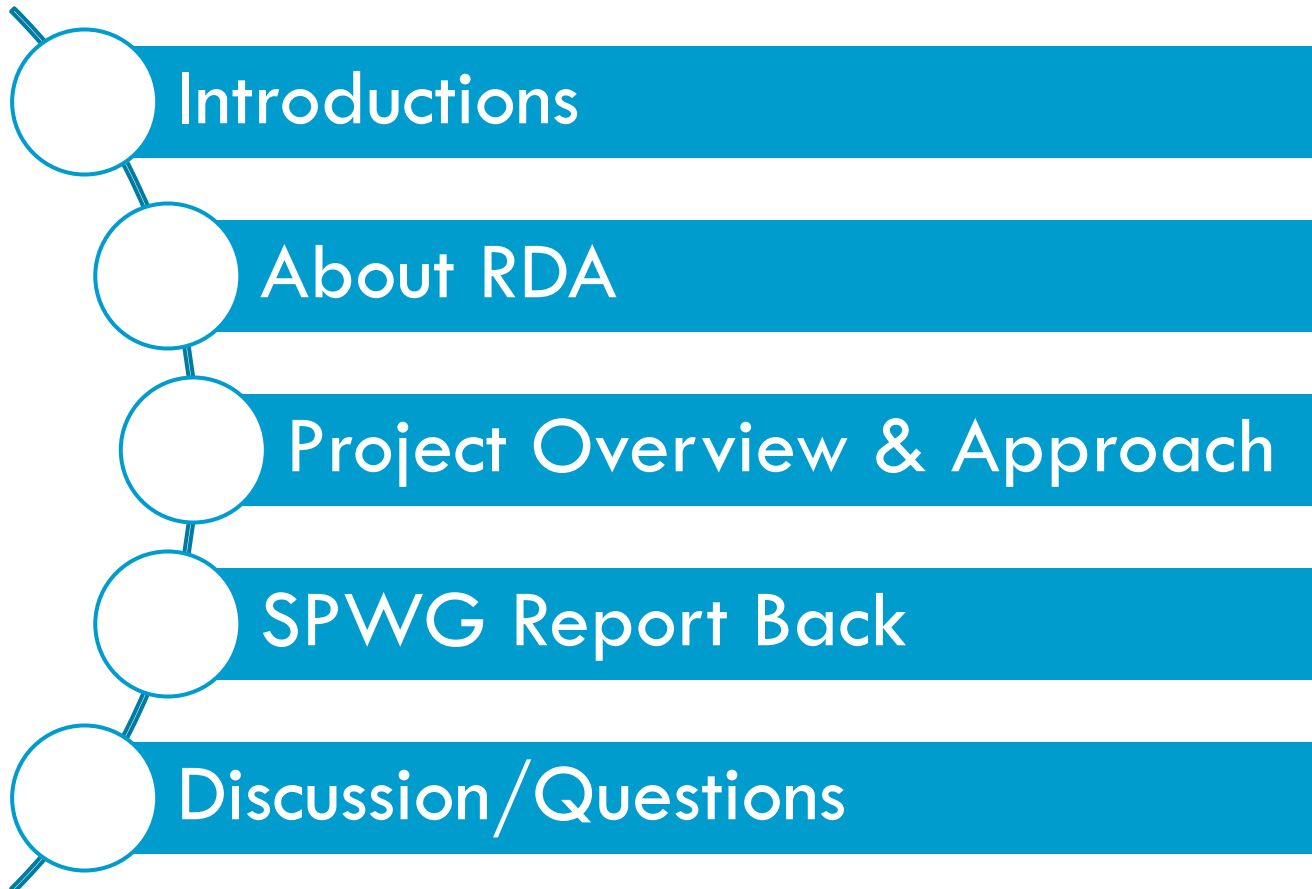 Introductions
About RDA
Project Overview & Approach
SPWG Report Back
Discussion/Questions